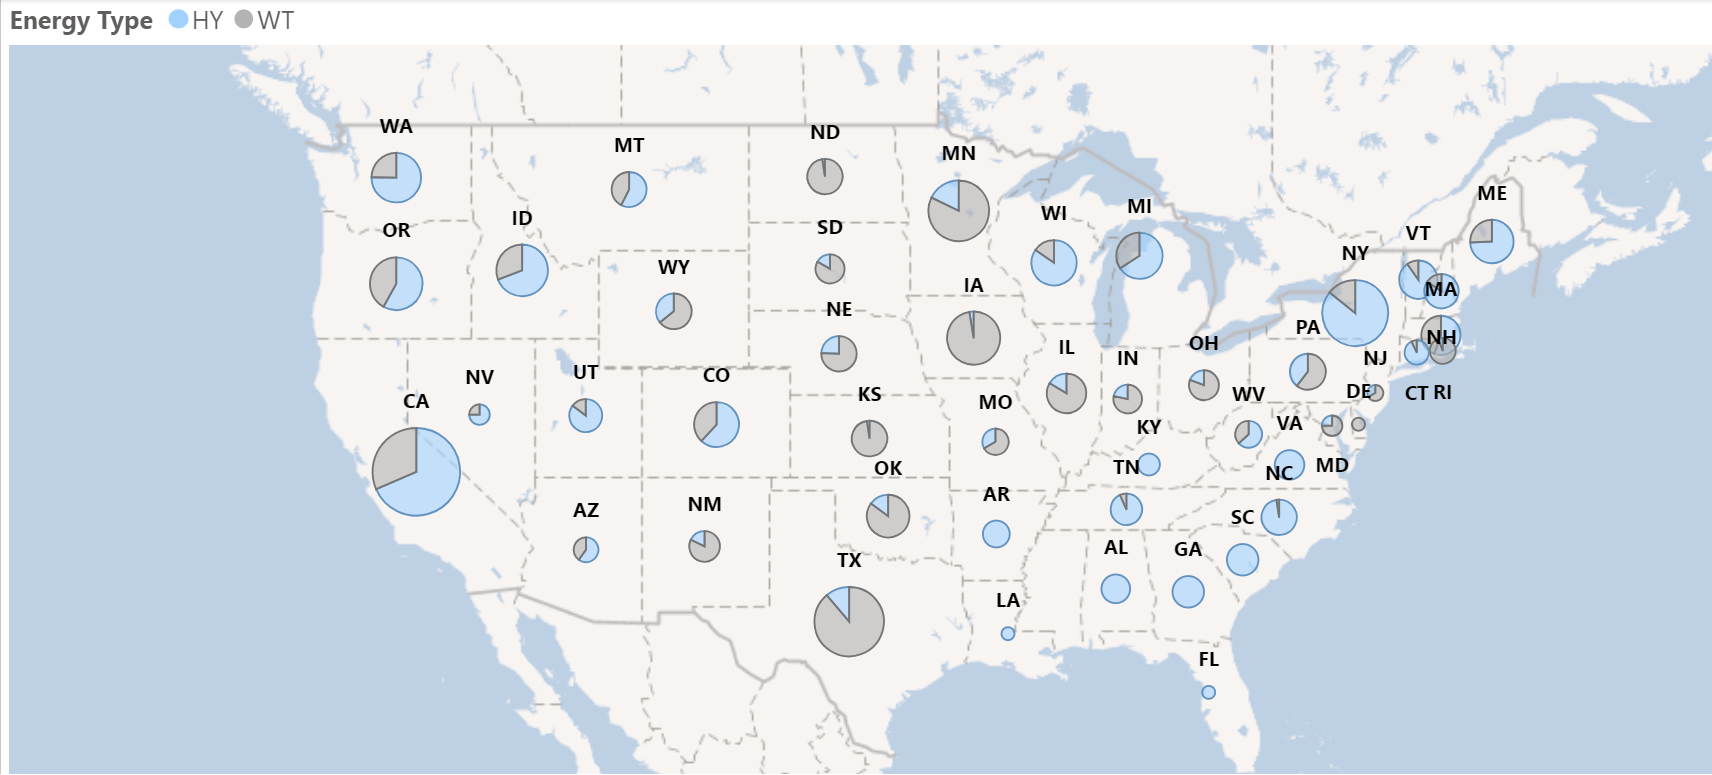 Energy Type HY WT
WA
MT
ND
MN
OR
ID
WY
SD
WI
MI
NY
VT
ME
NE
IA
MA
PA
NH
NV
UT
CO
KS
MO
IL
IN
OH
NJ
CA
WV
DE
CT RI
KY
VA
OK
TN
NC
MD
AZ
NM
AR
SC
TX
AL
GA
LA
FL